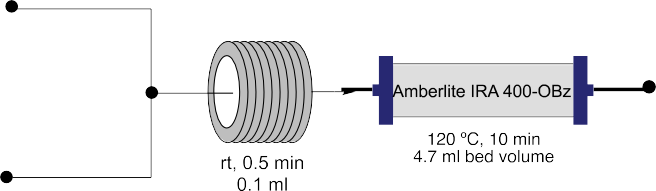 Amberlite IRA 400-OBz
120 ºC, 10 min
4.7 ml bed volume
rt, 0.5 min
0.1 ml